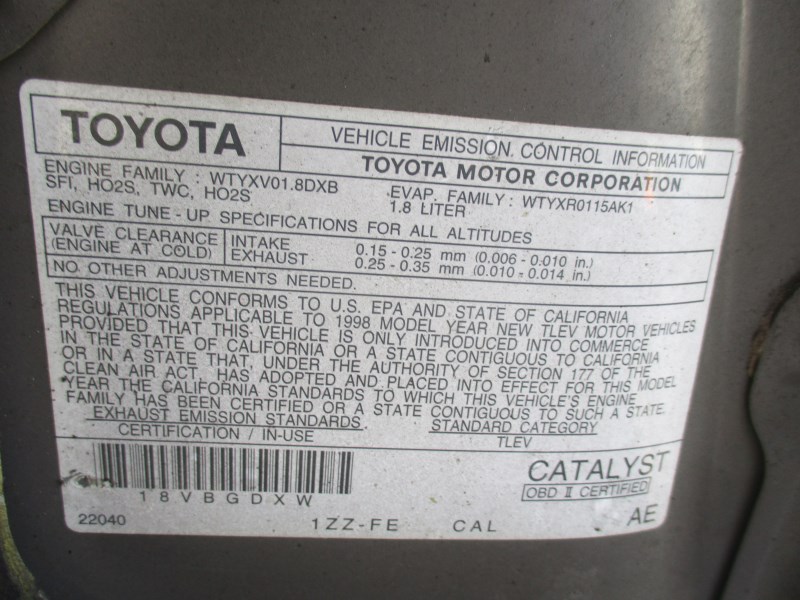 TOYOTA
VEHICLE EMISSION CONTROL INFORMATION
TOYOTA MOTOR CORPORATION
ENGINE FAMILY : WTYXV01.8DXB
EVAP. FAMILY : WTYXR0115AK1
SFI, HO2S, TWC, HO2S
1.8 LITER
ENGINE TUNE - UP SPECIFICATIONS FOR ALL ALTITUDES
VALVE CLEARANCE
(ENGINE AT COLD)
INTAKE 0.15 - 0.25 mm (0.006 - 0.010 in.)
EXHAUST 0.25 - 0.35 mm (0.010 - 0.014 in.)
NO OTHER ADJUSTMENTS NEEDED.
THIS VEHICLE CONFORMS TO U.S. EPA AND STATE OF CALIFORNIA
REGULATIONS APPLICABLE TO 1998 MODEL YEAR NEW TLEV MOTOR VEHICLES
PROVIDED THAT THIS VEHICLE IS ONLY INTRODUCED INTO COMMERCE
IN THE STATE OF CALIFORNIA OR A STATE CONTIGUOUS TO CALIFORNIA
OR IN A STATE THAT, UNDER THE AUTHORITY OF SECTION 177 OF THE
CLEAN AIR ACT, HAS ADOPTED AND PLACED INTO EFFECT FOR THIS MODEL
YEAR THE CALIFORNIA STANDARDS TO WHICH THIS VEHICLE'S ENGINE
FAMILY HAS BEEN CERTIFIED OR A STATE CONTIGUOUS TO SUCH A STATE.
EXHAUST EMISSION STANDARDS STANDARD CATEGORY
CERTIFICATION / IN-USE TLEV
18VBGDXW
CATALYST
OBD II CERTIFIED
22040 1ZZ-FE CAL AE